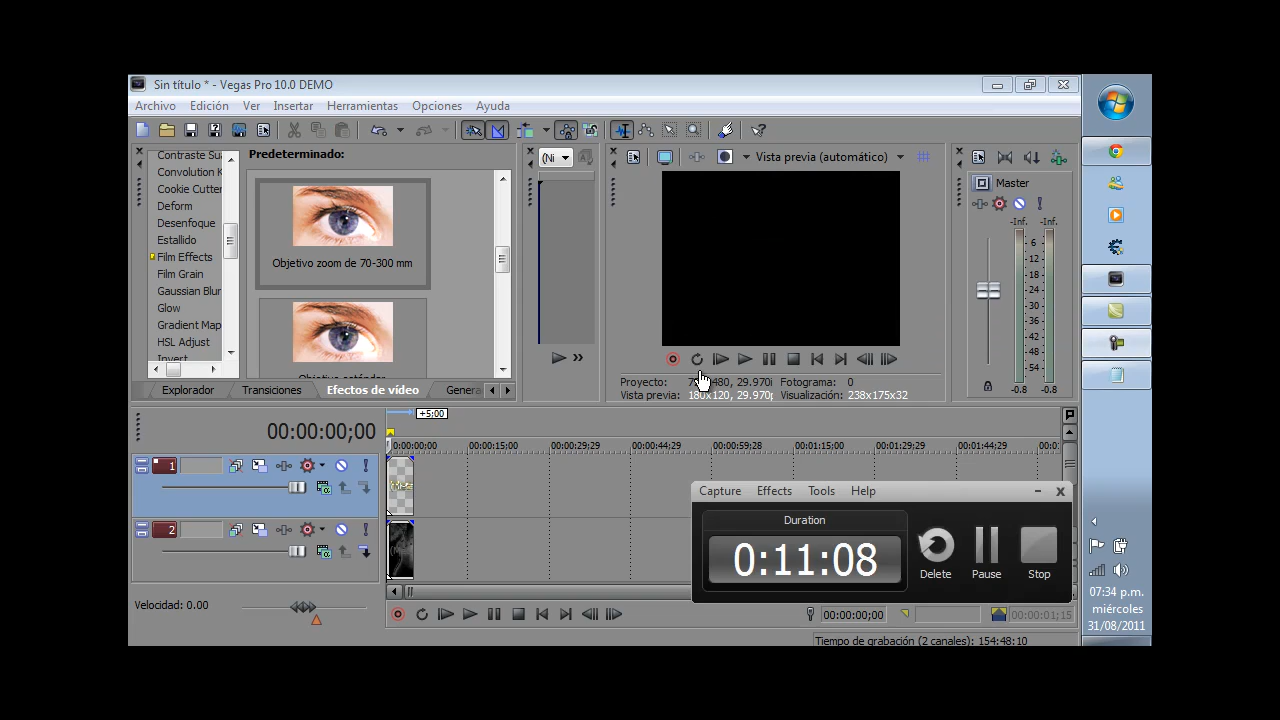 Sin título * - Vegas Pro 10.0 DEMO
Archivo Edición Ver Insertar Herramientas Opciones Ayuda
Contraste Sua
Convolution K
Cookie Cutter
Deform
Desenfoque
Estallido
Film Effects
Film Grain
Gaussian Blur
Glow
Gradient Map
HSL Adjust
Invert
Predeterminado:
Objetivo zoom de 70-300 mm
Objetivo estándar
Explorador Transiciones Efectos de vídeo Genera
(Ni
Vista previa (automático)
Proyecto: 480, 29.970i Fotograma: 0
Vista previa: 180x120, 29.970p Visualización: 238x175x32
Master
-Inf. -Inf.
6
12
18
24
30
36
42
48
54
-0.8 -0.8
+5:00
00:00:00;00
00:00:00;00 00:00:15;00 00:00:29;29 00:00:44;29 00:00:59;28 00:01:15;00 00:01:29;29 00:01:44;29 00:0
1
2
Velocidad: 0.00
Capture Effects Tools Help
Duration
0:11:08
Delete Pause Stop
00:00:00;00 00:00:01;15
Tiempo de grabación (2 canales): 154:48:10
07:34 p.m.
miércoles
31/08/2011